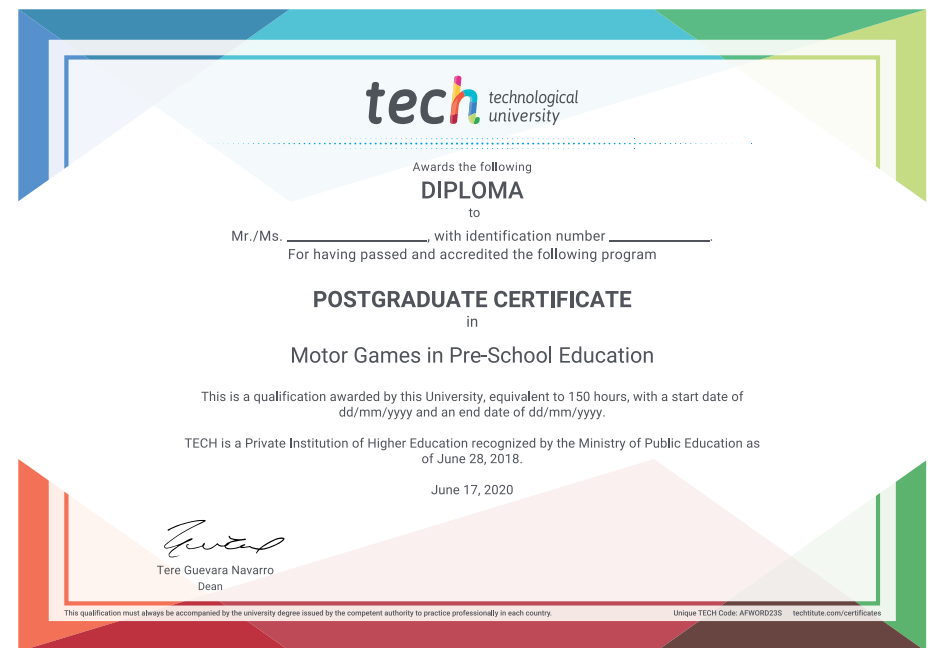 tech technological
university
Awards the following
DIPLOMA
to
Mr./Ms. ____________, with identification number ____________.
For having passed and accredited the following program
POSTGRADUATE CERTIFICATE
in
Motor Games in Pre-School Education
This is a qualification awarded by this University, equivalent to 150 hours, with a start date of
dd/mm/yyyy and an end date of dd/mm/yyyy.
TECH is a Private Institution of Higher Education recognized by the Ministry of Public Education as
of June 28, 2018.
June 17, 2020
Tere Guevara Navarro
Dean
This qualification must always be accompanied by the university degree issued by the competent authority to practice professionally in each country.
Unique TECH Code: AFWORD23S techtitute.com/certificates